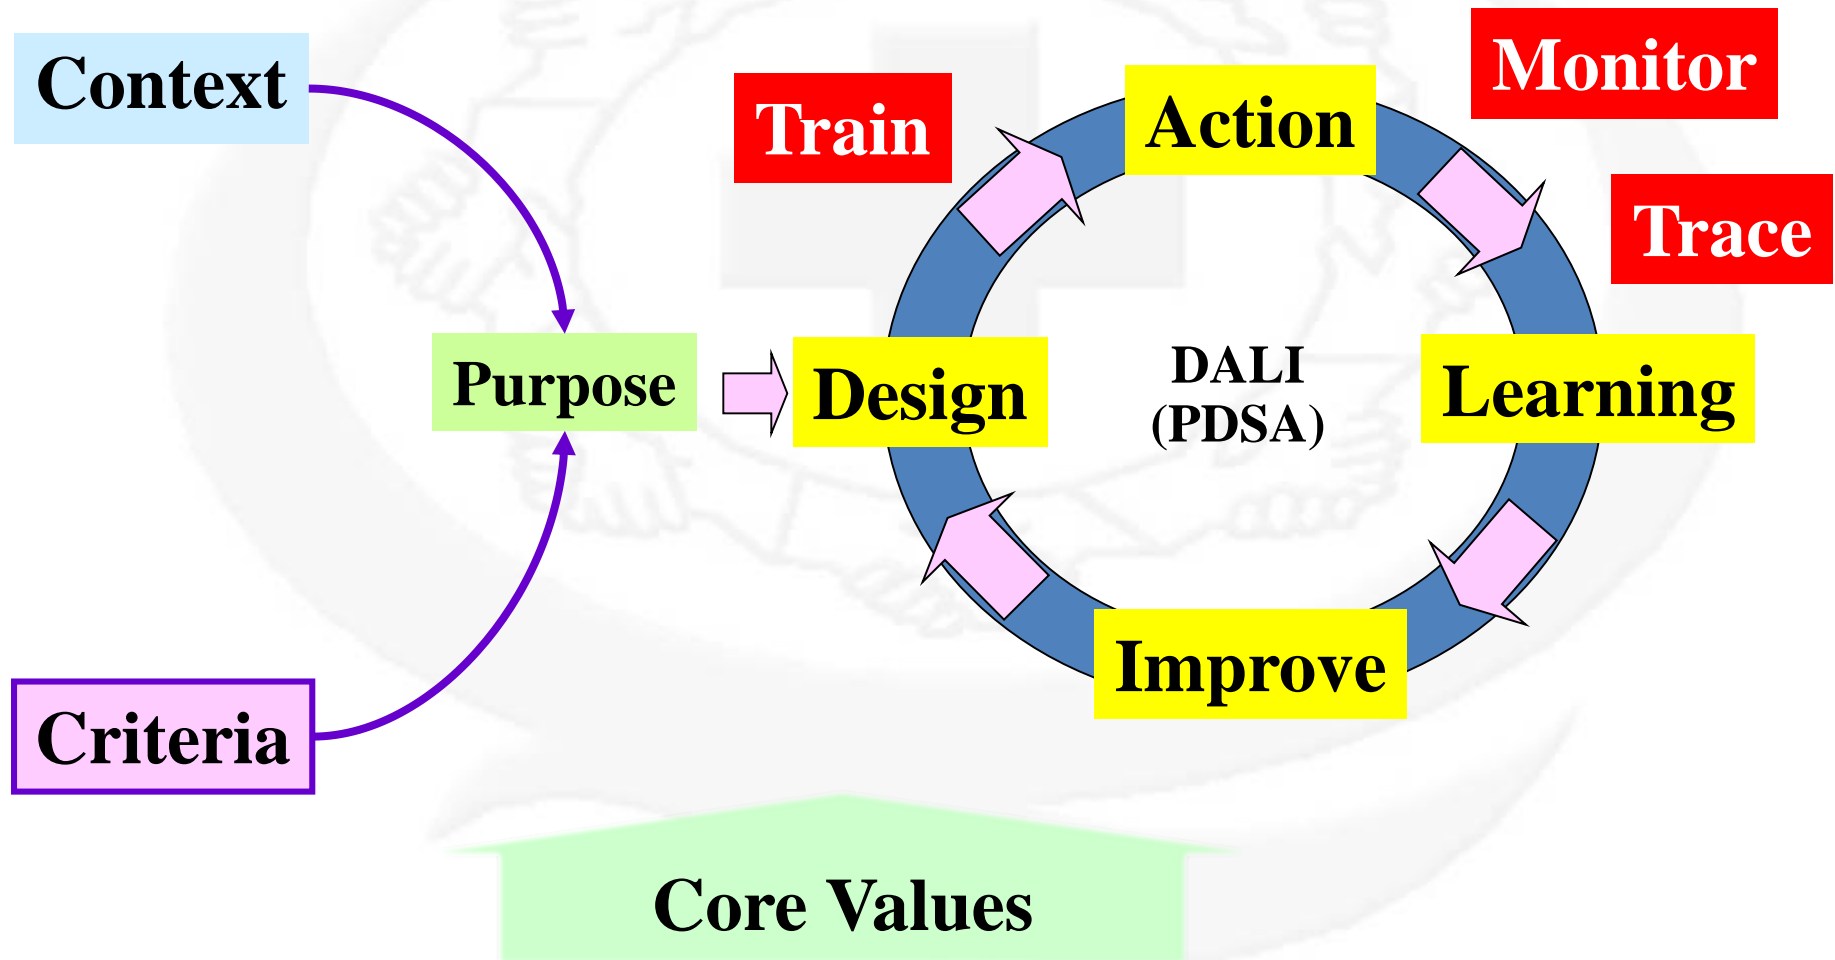 Context
Train
Action
Monitor
Trace
Purpose
Design
DALI
(PDSA)
Learning
Improve
Criteria
Core Values